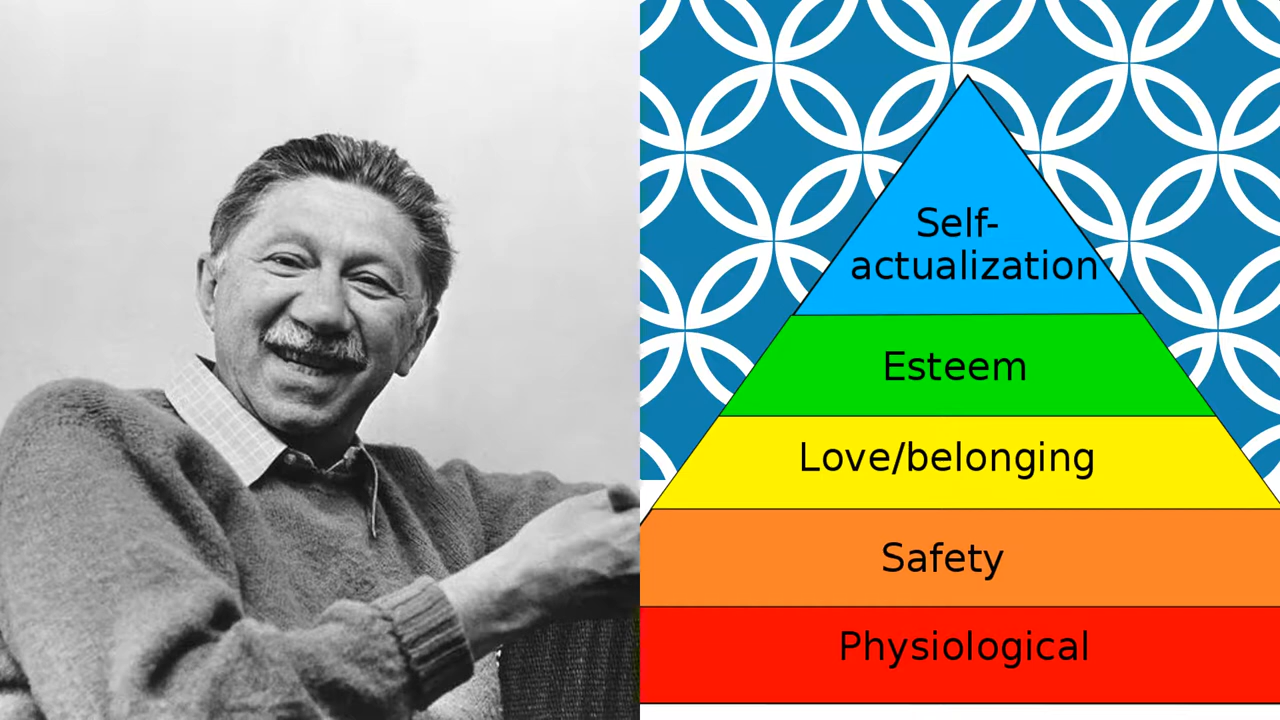 Self-
actualization
Esteem
Love/belonging
Safety
Physiological